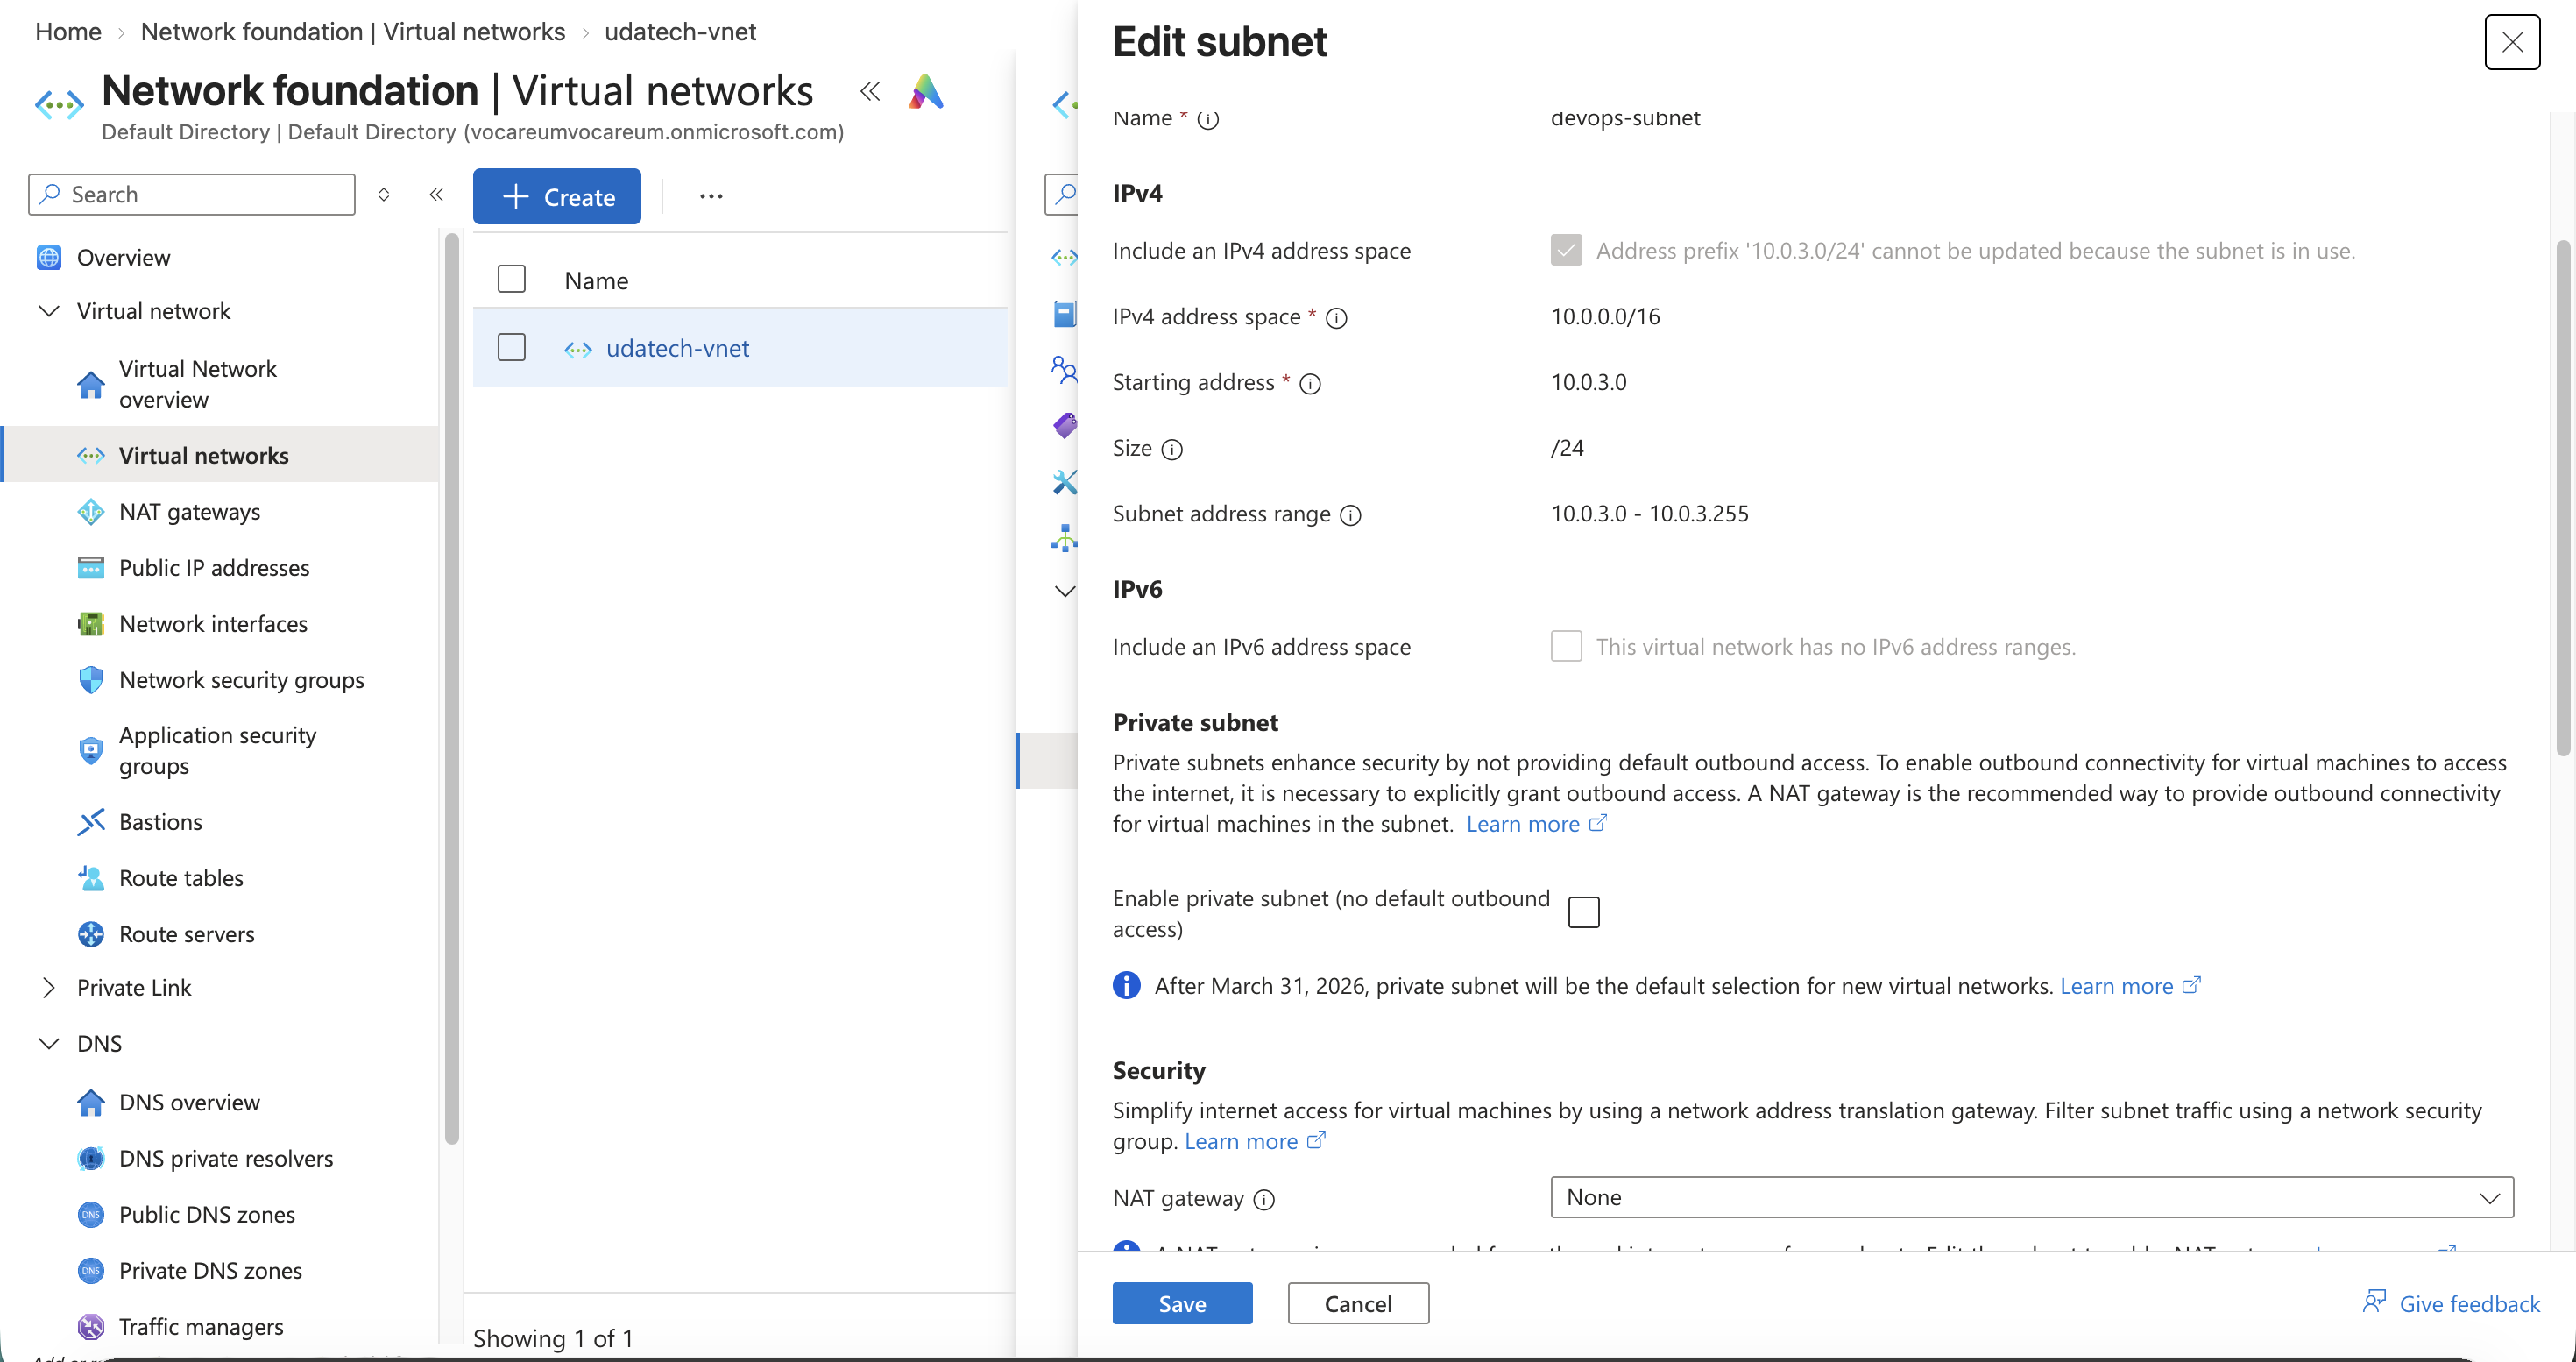 Home > Network foundation | Virtual networks > udatech-vnet
Network foundation | Virtual networks
Default Directory | Default Directory (vocareumvocareum.onmicrosoft.com)
Search
Overview
Virtual network
Virtual Network
overview
Virtual networks
NAT gateways
Public IP addresses
Network interfaces
Network security groups
Application security
groups
Bastions
Route tables
Route servers
Private Link
DNS
DNS overview
DNS private resolvers
Public DNS zones
Private DNS zones
Traffic managers
Create
Name
udatech-vnet
Showing 1 of 1
Edit subnet
Name *
devops-subnet
IPv4
Include an IPv4 address space
Address prefix '10.0.3.0/24' cannot be updated because the subnet is in use.
IPv4 address space *
10.0.0.0/16
Starting address *
10.0.3.0
Size
/24
Subnet address range
10.0.3.0 - 10.0.3.255
IPv6
Include an IPv6 address space
This virtual network has no IPv6 address ranges.
Private subnet
Private subnets enhance security by not providing default outbound access. To enable outbound connectivity for virtual machines to access
the internet, it is necessary to explicitly grant outbound access. A NAT gateway is the recommended way to provide outbound connectivity
for virtual machines in the subnet. Learn more
Enable private subnet (no default outbound
access)
After March 31, 2026, private subnet will be the default selection for new virtual networks. Learn more
Security
Simplify internet access for virtual machines by using a network address translation gateway. Filter subnet traffic using a network security
group. Learn more
NAT gateway
None
Save
Cancel
Give feedback